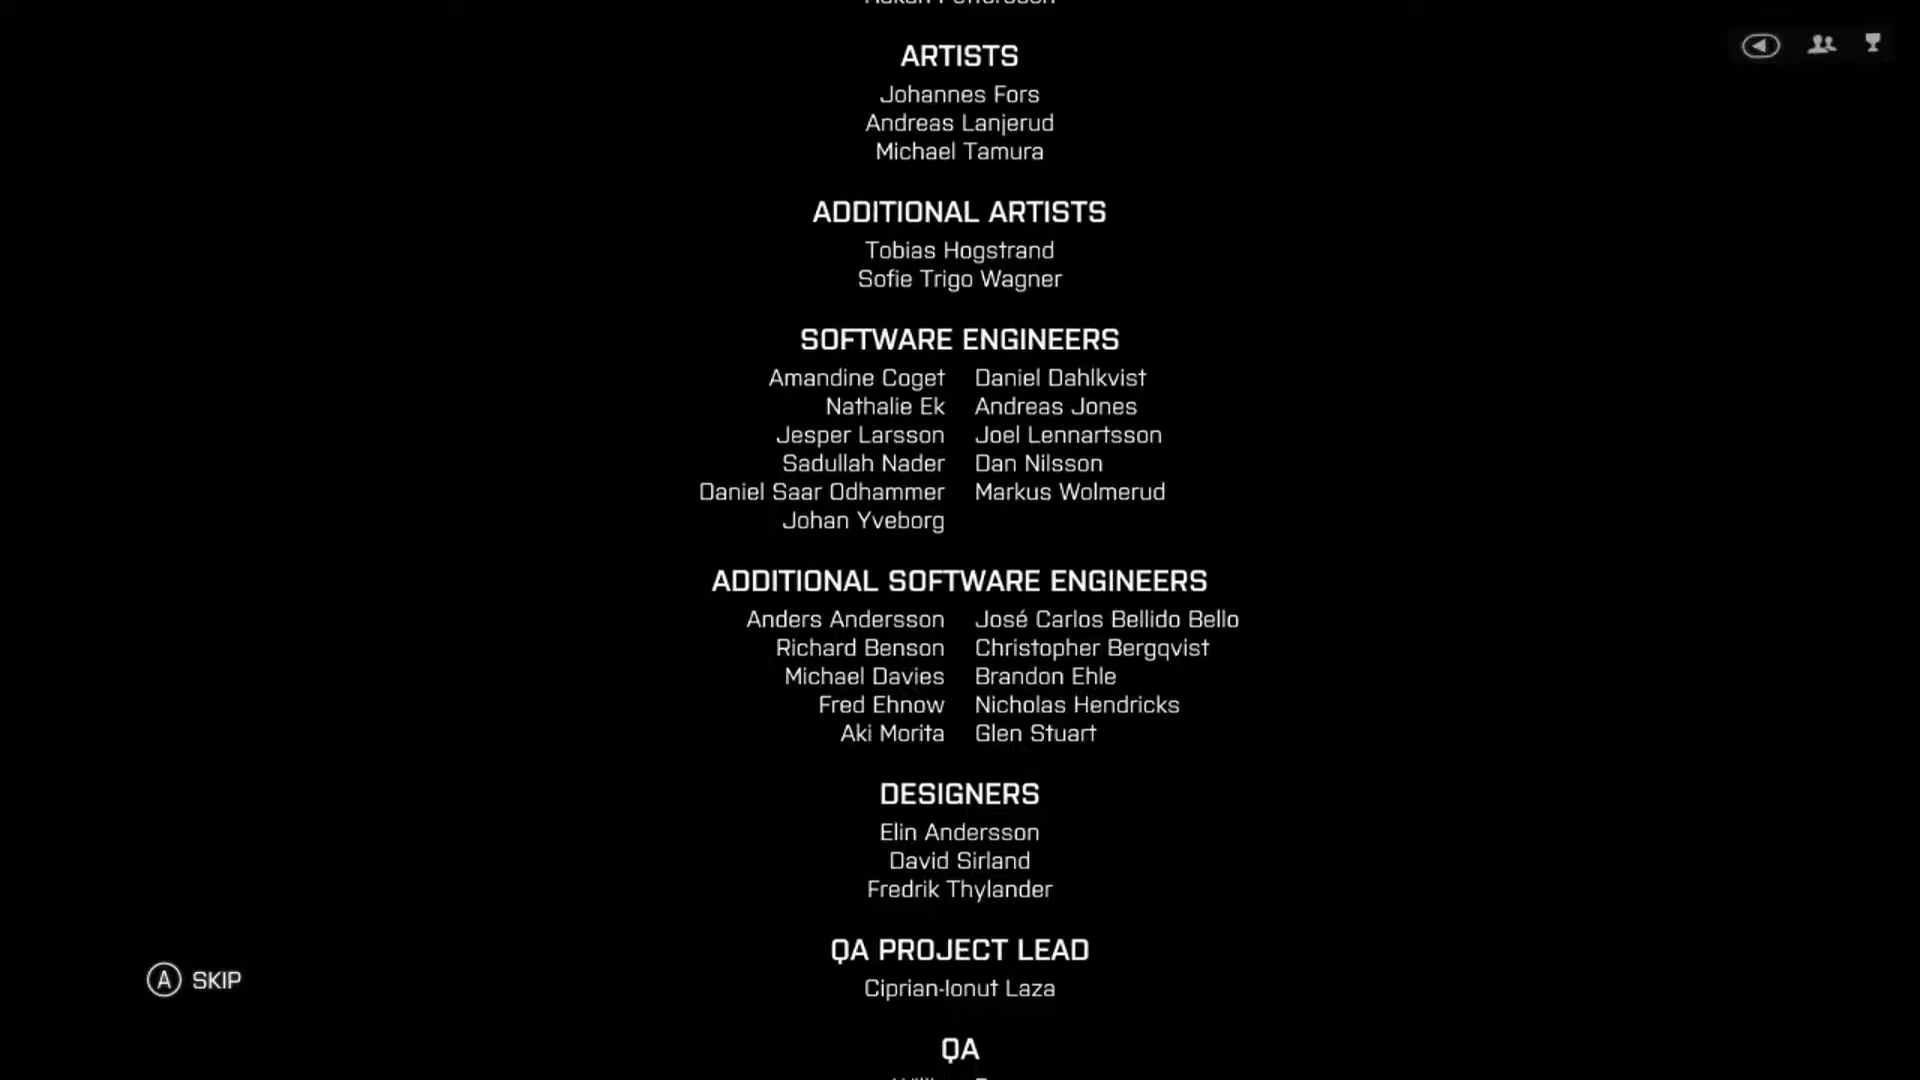 ARTISTS
Johannes Fors
Andreas Lanjerud
Michael Tamura
ADDITIONAL ARTISTS
Tobias Hogstrand
Sofie Trigo Wagner
SOFTWARE ENGINEERS
Amandine Coget Daniel Dahlkvist
Nathalie Ek Andreas Jones
Jesper Larsson Joel Lennartsson
Sadullah Nader Dan Nilsson
Daniel Saar Odhammer Markus Wolmerud
Johan Yveborg
ADDITIONAL SOFTWARE ENGINEERS
Anders Andersson José Carlos Bellido Bello
Richard Benson Christopher Bergqvist
Michael Davies Brandon Ehle
Fred Ehnow Nicholas Hendricks
Aki Morita Glen Stuart
DESIGNERS
Elin Andersson
David Sirland
Fredrik Thylander
QA PROJECT LEAD
Ciprian-Ionut Laza
A SKIP
QA